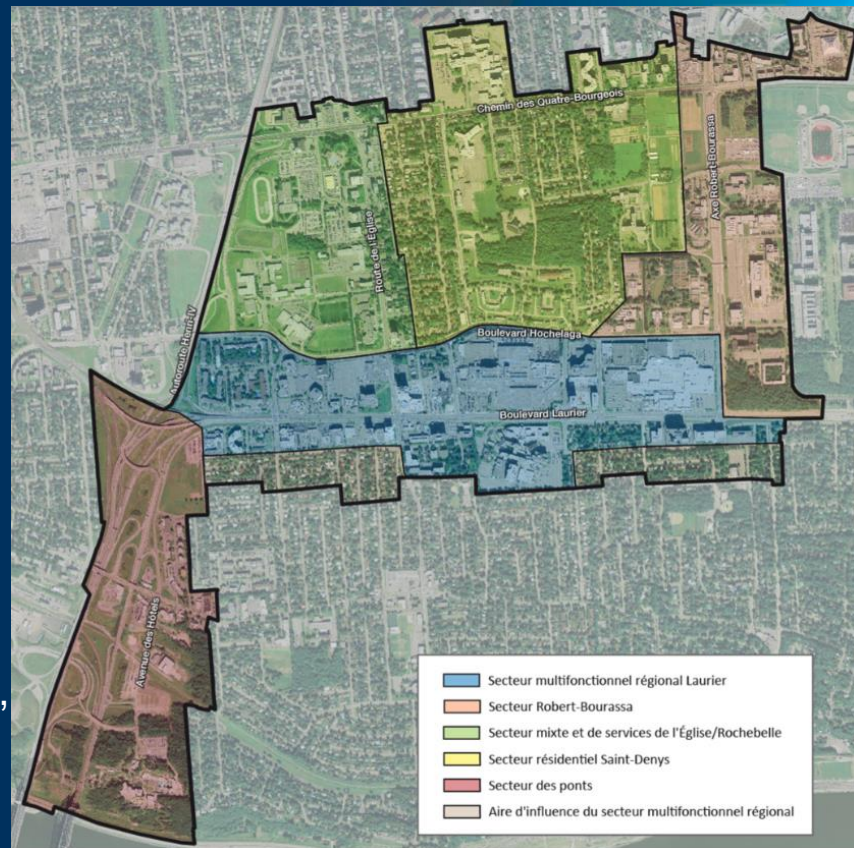 Chemin des Quatre-Bourgeois
Axe Robert-Bourassa
Route de l'Église
Autoroute Henri-IV
Boulevard Hochelaga
Boulevard Laurier
Avenue des Hôtels
,
Secteur multifonctionnel régional Laurier
Secteur Robert-Bourassa
Secteur mixte et de services de l'Église/Rochebelle
Secteur résidentiel Saint-Denys
Secteur des ponts
Aire d'influence du secteur multifonctionnel régional